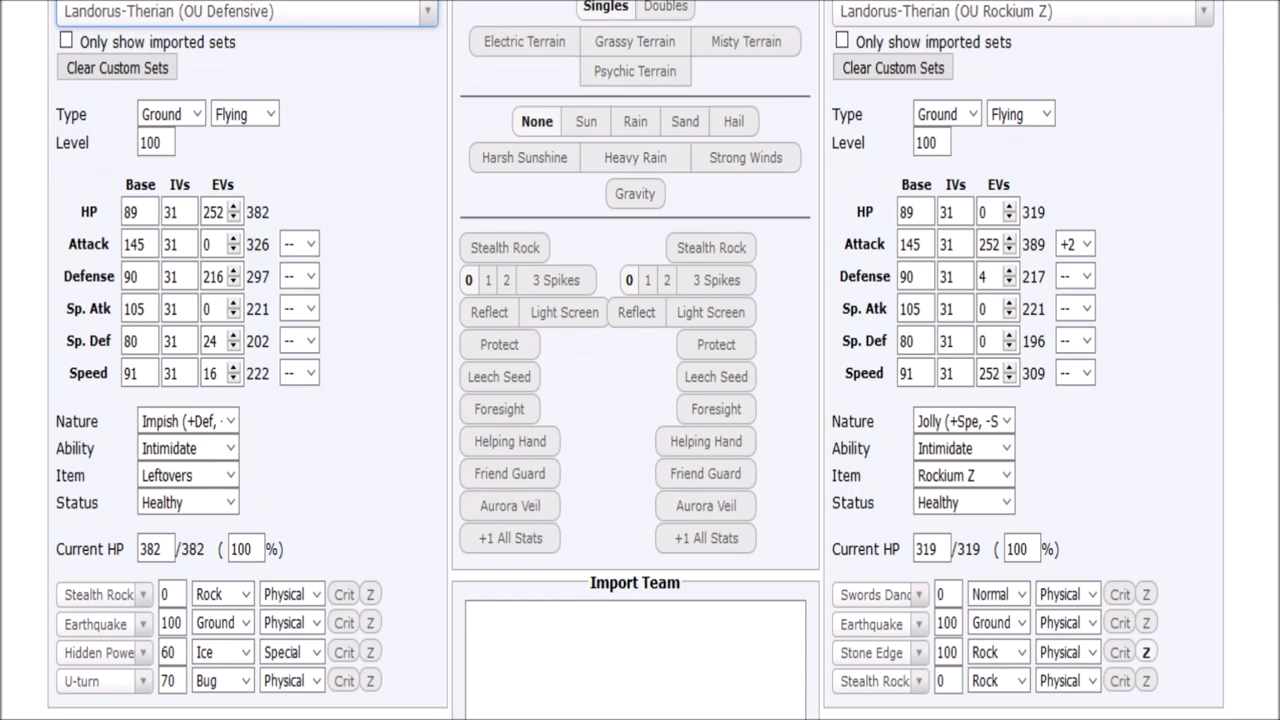 Landorus-Therian (OU Defensive)
Only show imported sets
Clear Custom Sets
Type Ground Flying
Level 100
Base IVs EVs
HP 89 31 252 382
Attack 145 31 0 326 --
Defense 90 31 216 297 --
Sp. Atk 105 31 0 221 --
Sp. Def 80 31 24 202 --
Speed 91 31 16 222 --
Nature Impish (+Def, -
Ability Intimidate
Item Leftovers
Status Healthy
Current HP 382 /382 ( 100 %)
Stealth Rock 0 Rock Physical Crit Z
Earthquake 100 Ground Physical Crit Z
Hidden Powe 60 Ice Special Crit Z
U-turn 70 Bug Physical Crit Z
Singles Doubles
Electric Terrain Grassy Terrain Misty Terrain
Psychic Terrain
None Sun Rain Sand Hail
Harsh Sunshine Heavy Rain Strong Winds
Gravity
Stealth Rock Stealth Rock
0 1 2 3 Spikes 0 1 2 3 Spikes
Reflect Light Screen Reflect Light Screen
Protect Protect
Leech Seed Leech Seed
Foresight Foresight
Helping Hand Helping Hand
Friend Guard Friend Guard
Aurora Veil Aurora Veil
+1 All Stats +1 All Stats
Import Team
Landorus-Therian (OU Rockium Z)
Only show imported sets
Clear Custom Sets
Type Ground Flying
Level 100
Base IVs EVs
HP 89 31 0 319
Attack 145 31 252 389 +2
Defense 90 31 4 217 --
Sp. Atk 105 31 0 221 --
Sp. Def 80 31 0 196 --
Speed 91 31 252 309 --
Nature Jolly (+Spe, -S
Ability Intimidate
Item Rockium Z
Status Healthy
Current HP 319 /319 ( 100 %)
Swords Danc 0 Normal Physical Crit Z
Earthquake 100 Ground Physical Crit Z
Stone Edge 100 Rock Physical Crit Z
Stealth Rock 0 Rock Physical Crit Z